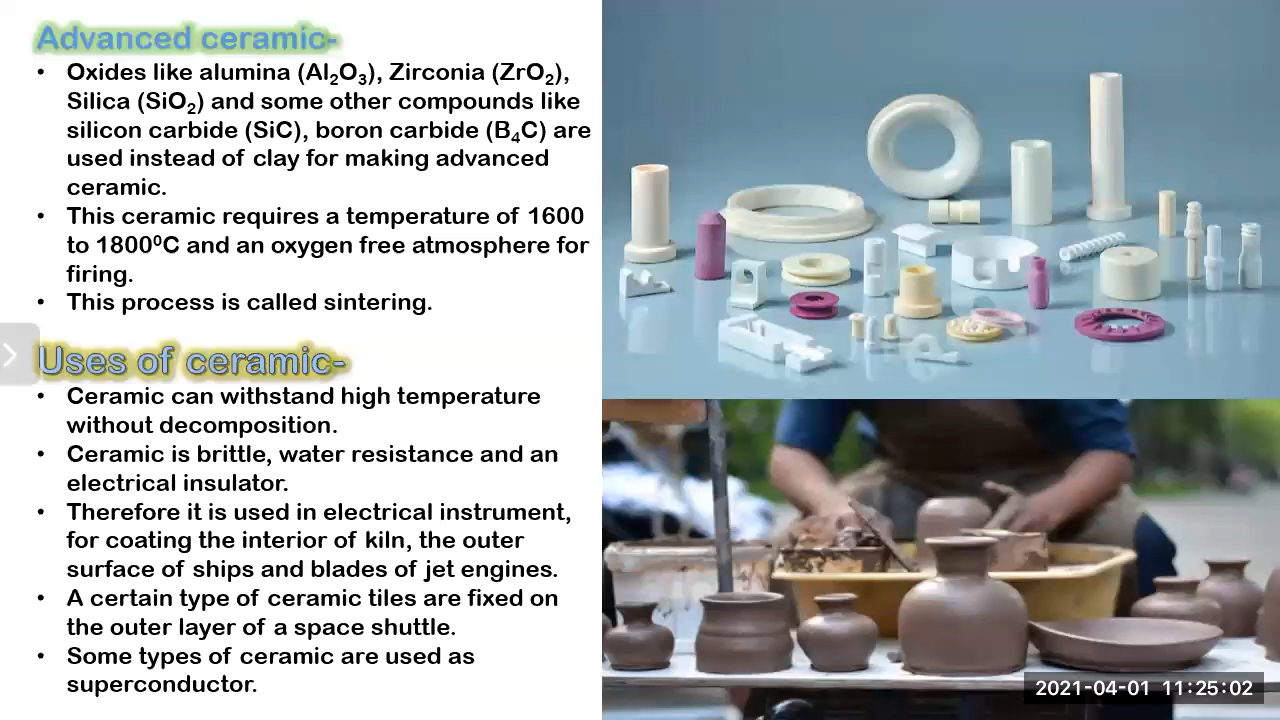 Advanced ceramic-
• Oxides like alumina (Al₂O₃), Zirconia (ZrO₂),
Silica (SiO₂) and some other compounds like
silicon carbide (SiC), boron carbide (B₄C) are
used instead of clay for making advanced
ceramic.
• This ceramic requires a temperature of 1600
to 1800⁰C and an oxygen free atmosphere for
firing.
• This process is called sintering.
Uses of ceramic-
• Ceramic can withstand high temperature
without decomposition.
• Ceramic is brittle, water resistance and an
electrical insulator.
• Therefore it is used in electrical instrument,
for coating the interior of kiln, the outer
surface of ships and blades of jet engines.
• A certain type of ceramic tiles are fixed on
the outer layer of a space shuttle.
• Some types of ceramic are used as
superconductor.
2021-04-01 11:25:02